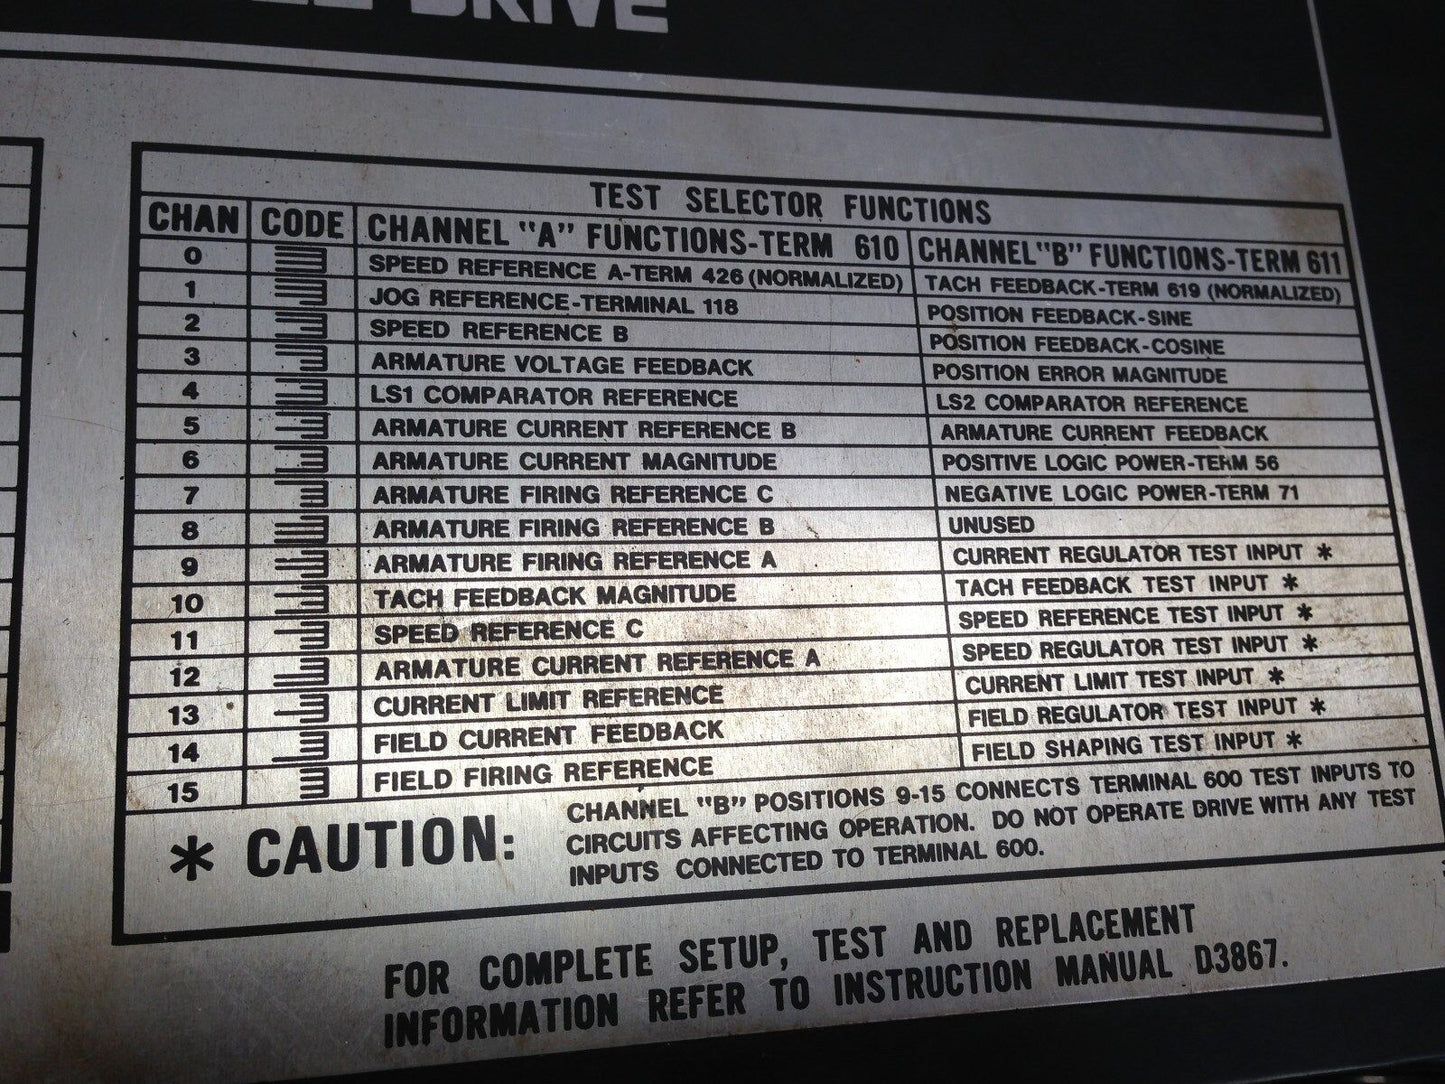 DRIVE
TEST SELECTOR FUNCTIONS
CHAN CODE CHANNEL "A" FUNCTIONS-TERM 610 CHANNEL "B" FUNCTIONS-TERM 611
0 SPEED REFERENCE A-TERM 426 (NORMALIZED) TACH FEEDBACK-TERM 619 (NORMALIZED)
1 JOG REFERENCE-TERMINAL 118 POSITION FEEDBACK-SINE
2 SPEED REFERENCE B POSITION FEEDBACK-COSINE
3 ARMATURE VOLTAGE FEEDBACK POSITION ERROR MAGNITUDE
4 LS1 COMPARATOR REFERENCE LS2 COMPARATOR REFERENCE
5 ARMATURE CURRENT REFERENCE B ARMATURE CURRENT FEEDBACK
6 ARMATURE CURRENT MAGNITUDE POSITIVE LOGIC POWER-TERM 56
7 ARMATURE FIRING REFERENCE C NEGATIVE LOGIC POWER-TERM 71
8 ARMATURE FIRING REFERENCE B UNUSED
9 ARMATURE FIRING REFERENCE A CURRENT REGULATOR TEST INPUT *
10 TACH FEEDBACK MAGNITUDE TACH FEEDBACK TEST INPUT *
11 SPEED REFERENCE C SPEED REFERENCE TEST INPUT *
12 ARMATURE CURRENT REFERENCE A SPEED REGULATOR TEST INPUT *
13 CURRENT LIMIT REFERENCE CURRENT LIMIT TEST INPUT *
14 FIELD CURRENT FEEDBACK FIELD REGULATOR TEST INPUT *
15 FIELD FIRING REFERENCE FIELD SHAPING TEST INPUT *
* CAUTION: CHANNEL "B" POSITIONS 9-15 CONNECTS TERMINAL 600 TEST INPUTS TO
CIRCUITS AFFECTING OPERATION. DO NOT OPERATE DRIVE WITH ANY TEST
INPUTS CONNECTED TO TERMINAL 600.
FOR COMPLETE SETUP, TEST AND REPLACEMENT
INFORMATION REFER TO INSTRUCTION MANUAL D3867.